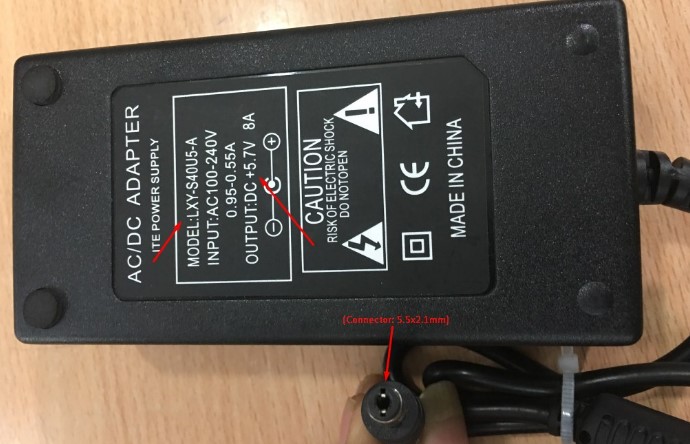 AC/DC ADAPTER
ITE POWER SUPPLY
MODEL:LXY-S40U5-A
INPUT:AC100-240V
0.95-0.55A
OUTPUT:DC +5.7V 8A
CAUTION
RISK OF ELECTRIC SHOCK
DO NOTOPEN
CE
MADE IN CHINA
(Connector: 5.5x2.1mm)